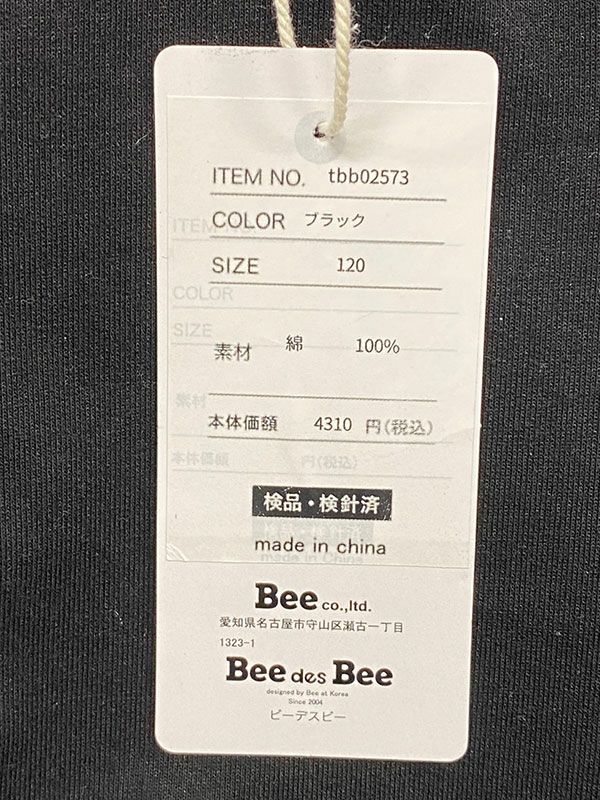 ITEM NO. tbb02573
COLOR ブラック
SIZE 120
素材 綿 100%
本体価額 4310 円(税込)
検品・検針済
made in china
Bee co.,ltd.
愛知県名古屋市守山区瀬古一丁目
1323-1
Bee des Bee
designed by Bee at Korea
Since 2004
ビーデスビー